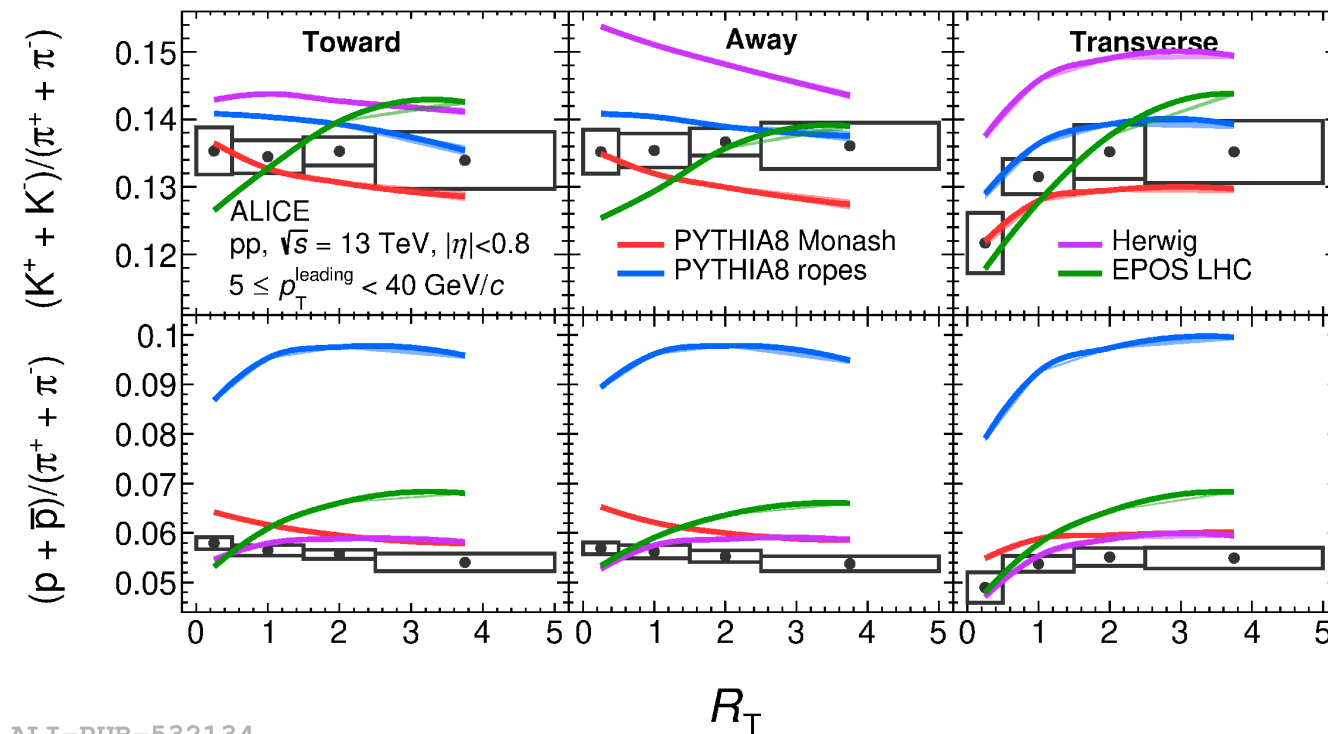 Toward
Away
Transverse
(K⁺ + K⁻)/(π⁺ + π⁻)
0.15
0.14
0.13
0.12
ALICE
pp, √s = 13 TeV, |η|<0.8
5 ≤ p_T^leading < 40 GeV/c
PYTHIA8 Monash
PYTHIA8 ropes
Herwig
EPOS LHC
(p + p̅)/(π⁺ + π⁻)
0.1
0.09
0.08
0.07
0.06
0.05
0 1 2 3 4 5
0 1 2 3 4 5
0 1 2 3 4 5
R_T
ALI-PUB-532134